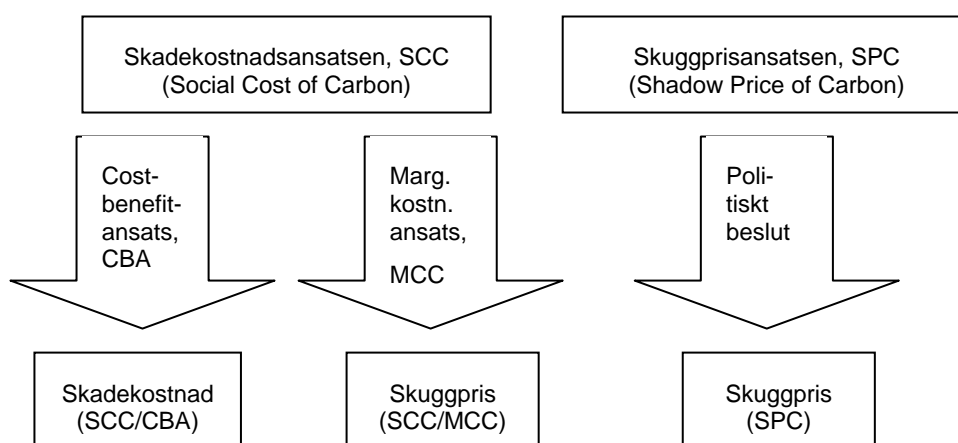 Skadekostnadsansatsen, SCC
(Social Cost of Carbon)
Skuggprisansatsen, SPC
(Shadow Price of Carbon)
Cost-
benefit-
ansats,
CBA
Marg.
kostn.
ansats,
MCC
Poli-
tiskt
beslut
Skadekostnad
(SCC/CBA)
Skuggpris
(SCC/MCC)
Skuggpris
(SPC)